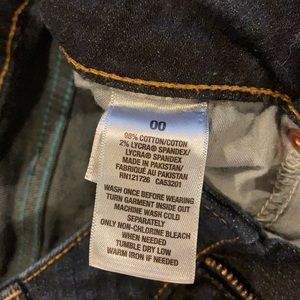 00
98% COTTON/COTON
2% LYCRA® SPANDEX/
LYCRA® SPANDEX
MADE IN PAKISTAN/
FABRIQUÉ AU PAKISTAN
RN121726 CA53201
WASH ONCE BEFORE WEARING
TURN GARMENT INSIDE OUT
MACHINE WASH COLD
SEPARATELY
ONLY NON-CHLORINE BLEACH
WHEN NEEDED
TUMBLE DRY LOW
WARM IRON IF NEEDED